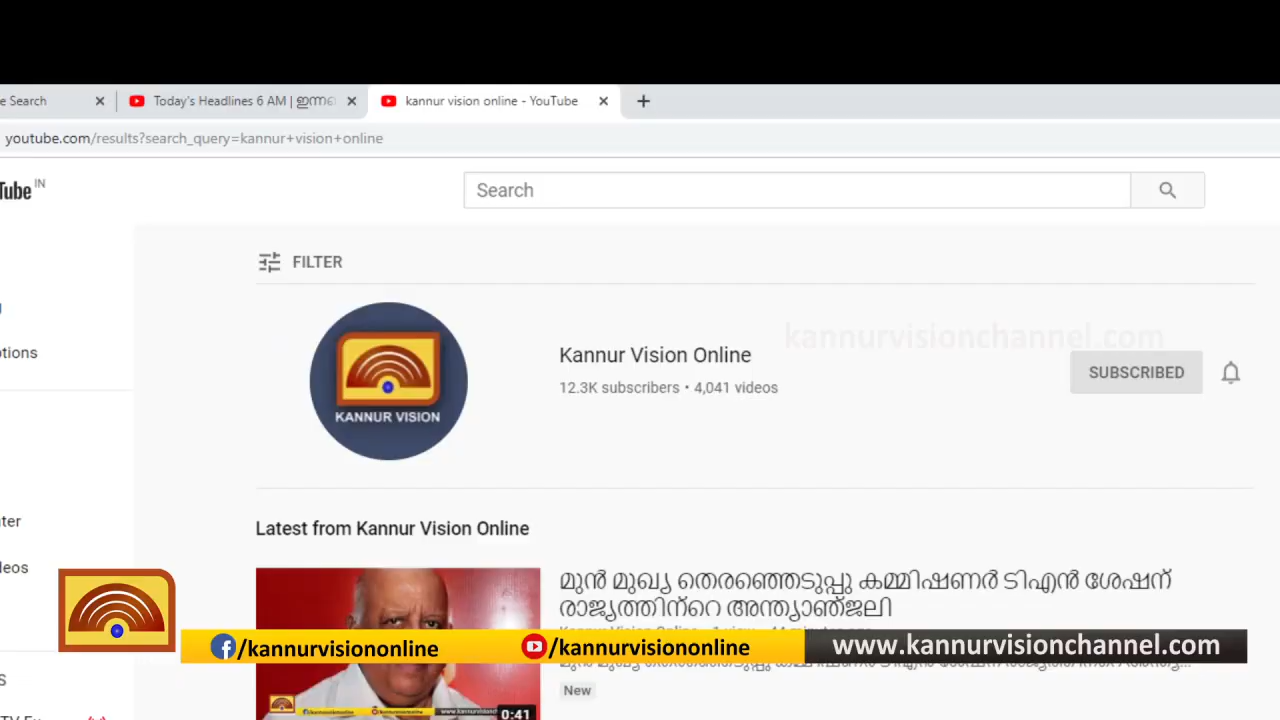 e Search
Today's Headlines 6 AM | ഇന്നത്
kannur vision online - YouTube
youtube.com/results?search_query=kannur+vision+online
Tube IN
Search
FILTER
kannurvisionchannel.com
KANNUR VISION
Kannur Vision Online
12.3K subscribers • 4,041 videos
SUBSCRIBED
ptions
Latest from Kannur Vision Online
മുൻ മുഖ്യ തെരഞ്ഞെടുപ്പു കമ്മിഷണർ ടിഎൻ ശേഷന്
രാജ്യത്തിന്റെ അന്ത്യാഞ്ജലി
uter
deos
/kannurvisiononline
/kannurvisiononline
www.kannurvisionchannel.com
New
0:41